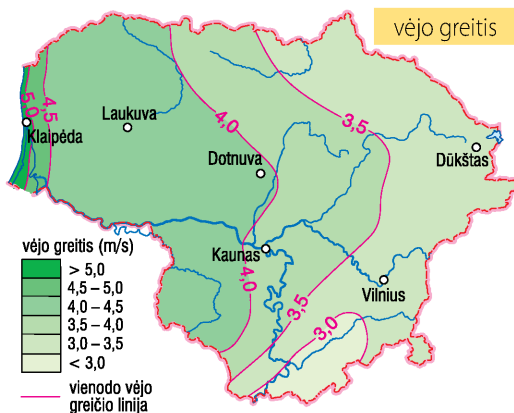 vėjo greitis
4,5
5,0
Klaipėda
Laukuva
4,0
3,5
Dotnuva
Dūkštas
Kaunas
4,0
Vilnius
3,5
3,0
vėjo greitis (m/s)
> 5,0
4,5 – 5,0
4,0 – 4,5
3,5 – 4,0
3,0 – 3,5
< 3,0
vienodo vėjo
greičio linija